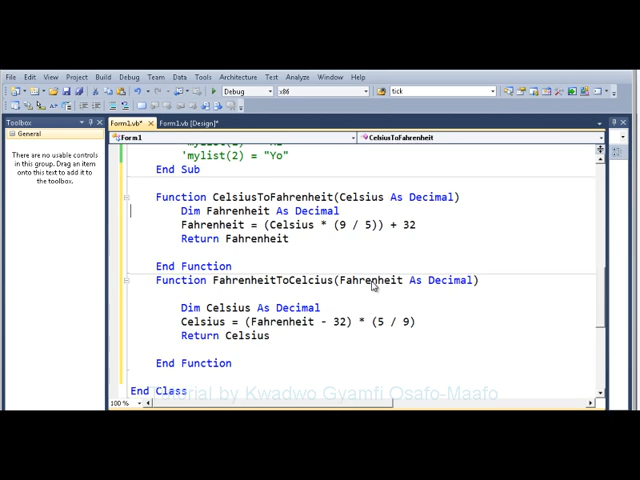 File Edit View Project Build Debug Team Data Tools Architecture Test Analyze Window Help
Debug x86 tick
Toolbox
General
There are no usable controls
in this group. Drag an item
onto this text to add it to
the toolbox.
Form1.vb* Form1.vb [Design]*
Form1 CelsiusToFahrenheit
'mylist(2) = "Yo"
End Sub
Function CelsiusToFahrenheit(Celsius As Decimal)
Dim Fahrenheit As Decimal
Fahrenheit = (Celsius * (9 / 5)) + 32
Return Fahrenheit
End Function
Function FahrenheitToCelcius(Fahrenheit As Decimal)
Dim Celsius As Decimal
Celsius = (Fahrenheit - 32) * (5 / 9)
Return Celsius
End Function
End Class
Tutorial by Kwadwo Gyamfi Osafo-Maafo
100 %